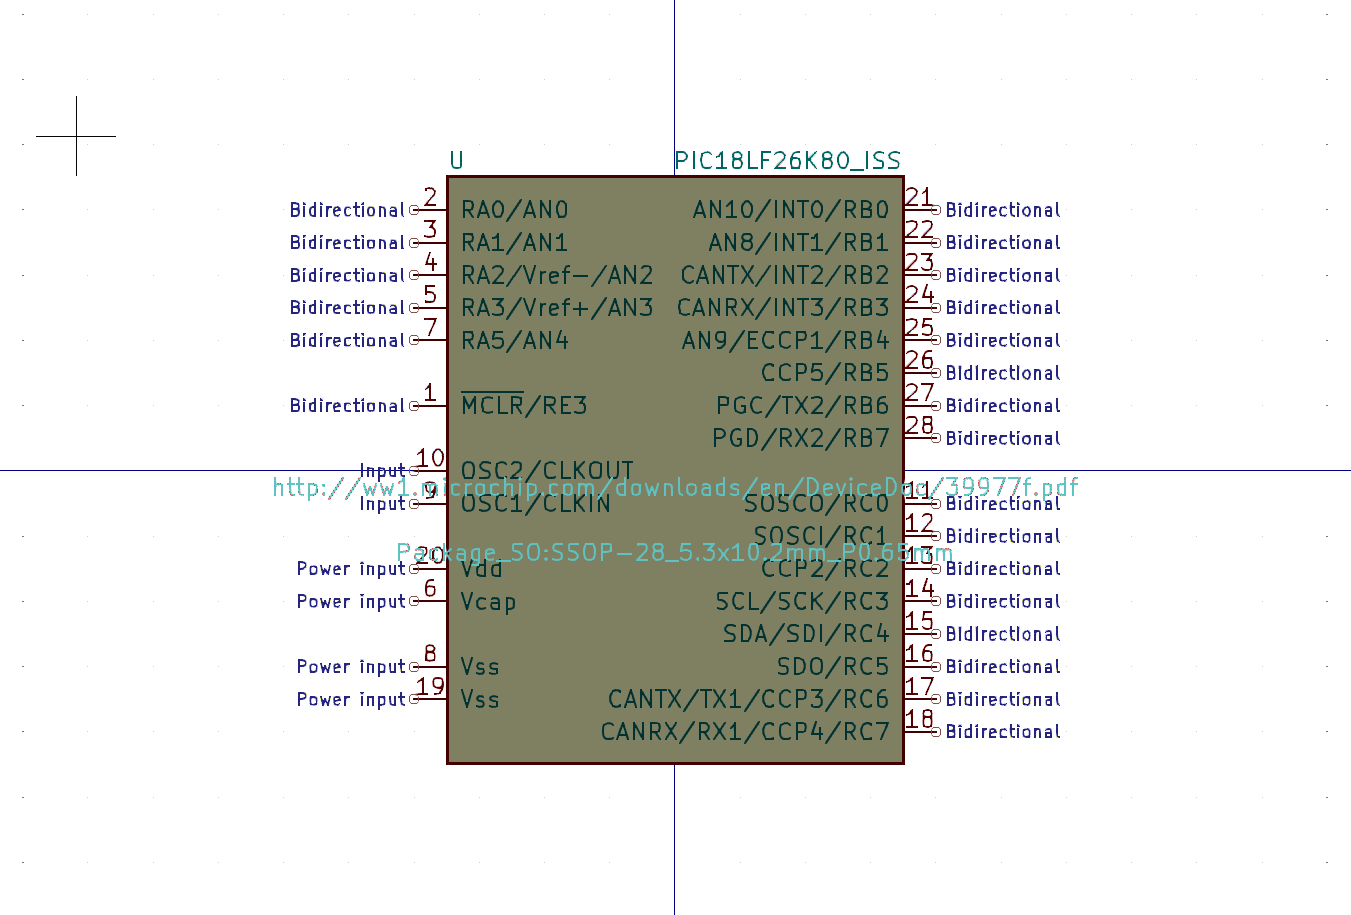 U PIC18LF26K80_ISS
Bidirectional 2 RA0/AN0 AN10/INT0/RB0 21 Bidirectional
Bidirectional 3 RA1/AN1 AN8/INT1/RB1 22 Bidirectional
Bidirectional 4 RA2/Vref-/AN2 CANTX/INT2/RB2 23 Bidirectional
Bidirectional 5 RA3/Vref+/AN3 CANRX/INT3/RB3 24 Bidirectional
Bidirectional 7 RA5/AN4 AN9/ECCP1/RB4 25 Bidirectional
CCP5/RB5 26 Bidirectional
Bidirectional 1 MCLR/RE3 PGC/TX2/RB6 27 Bidirectional
PGD/RX2/RB7 28 Bidirectional
Input 10 OSC2/CLKOUT
http://ww1.microchip.com/downloads/en/DeviceDoc/39977f.pdf
Input 9 OSC1/CLKIN SOSCO/RC0 11 Bidirectional
SOSCI/RC1 12 Bidirectional
Package_SO:SSOP-28_5.3x10.2mm_P0.65mm
Power input 20 Vdd CCP2/RC2 13 Bidirectional
Power input 6 Vcap SCL/SCK/RC3 14 Bidirectional
SDA/SDI/RC4 15 Bidirectional
Power input 8 Vss SDO/RC5 16 Bidirectional
Power input 19 Vss CANTX/TX1/CCP3/RC6 17 Bidirectional
CANRX/RX1/CCP4/RC7 18 Bidirectional